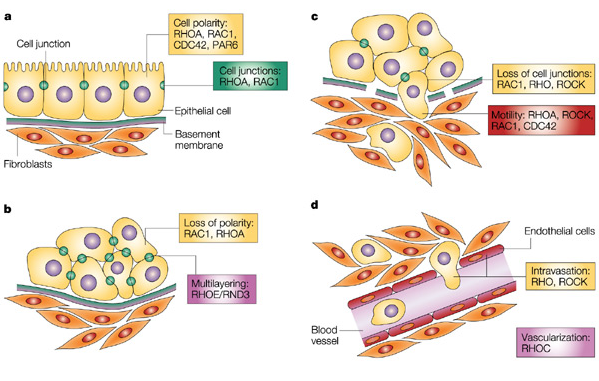 a
Cell polarity:
RHOA, RAC1,
CDC42, PAR6
Cell junction
Cell junctions:
RHOA, RAC1
Epithelial cell
Basement
membrane
Fibroblasts
b
Loss of polarity:
RAC1, RHOA
Multilayering:
RHOE/RND3
c
Loss of cell junctions:
RAC1, RHO, ROCK
Motility: RHOA, ROCK,
RAC1, CDC42
d
Endothelial cells
Intravasation:
RHO, ROCK
Blood
vessel
Vascularization:
RHOC